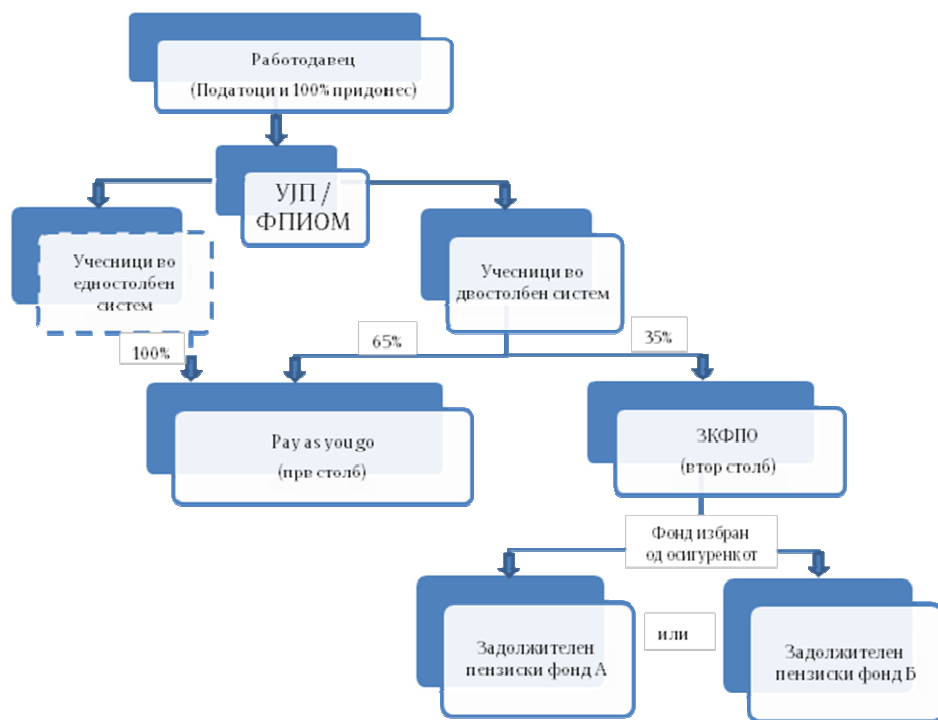 Работодавец
(Податоци и 100% придонес)
УЈП /
ФПИОМ
Учесници во
едностолбен
систем
Учесници во
двостолбен систем
100%
65%
35%
Pay as you go
(прв столб)
ЗКФПО
(втор столб)
Фонд избран
од осигуренкот
Задолжителен
пензиски фонд А
или
Задолжителен
пензиски фонд Б